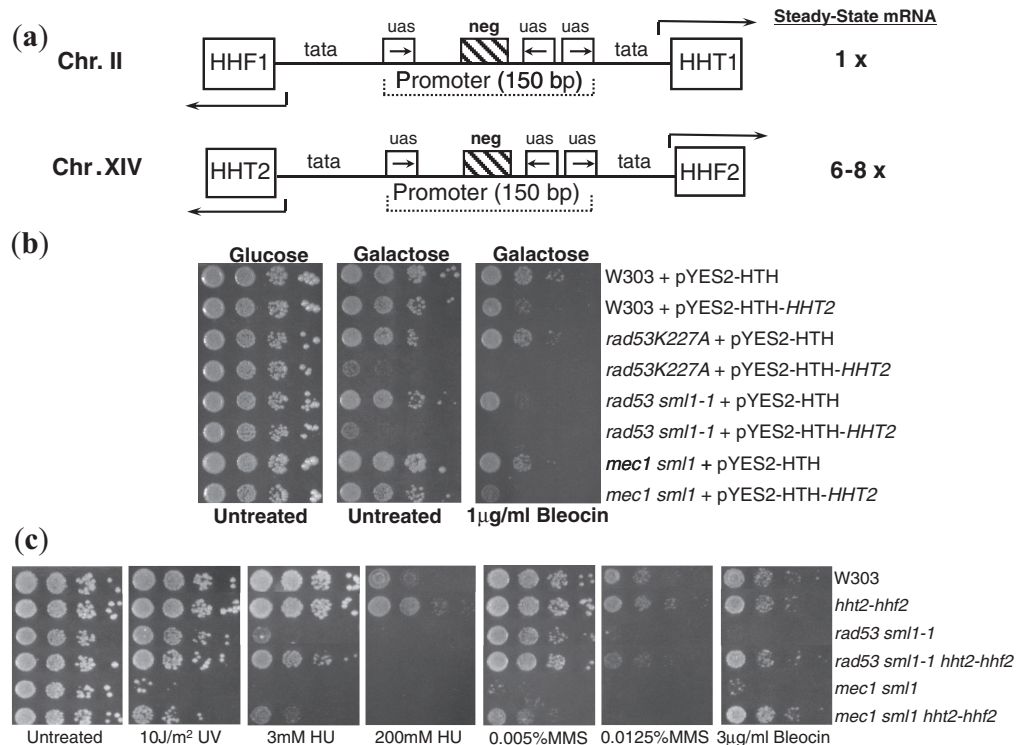 (a)
Steady-State mRNA
Chr. II
HHF1
tata
uas
neg
uas
uas
tata
HHT1
1 x
Promoter (150 bp)
Chr. XIV
HHT2
tata
uas
neg
uas
uas
tata
HHF2
6-8 x
Promoter (150 bp)
(b)
Glucose Galactose Galactose
W303 + pYES2-HTH
W303 + pYES2-HTH-HHT2
rad53K227A + pYES2-HTH
rad53K227A + pYES2-HTH-HHT2
rad53 sml1-1 + pYES2-HTH
rad53 sml1-1 + pYES2-HTH-HHT2
mec1 sml1 + pYES2-HTH
mec1 sml1 + pYES2-HTH-HHT2
Untreated Untreated 1μg/ml Bleocin
(c)
W303
hht2-hhf2
rad53 sml1-1
rad53 sml1-1 hht2-hhf2
mec1 sml1
mec1 sml1 hht2-hhf2
Untreated 10J/m² UV 3mM HU 200mM HU 0.005%MMS 0.0125%MMS 3μg/ml Bleocin